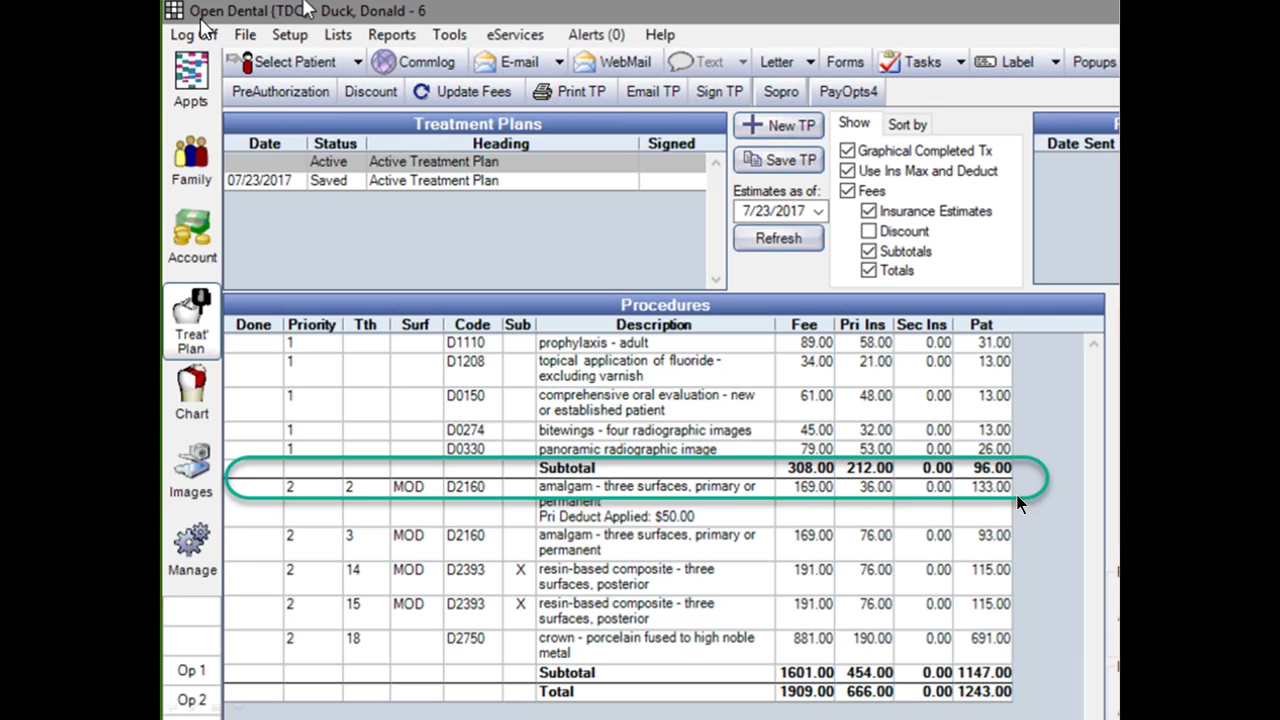 Open Dental {TDC Duck, Donald - 6
Log Off File Setup Lists Reports Tools eServices Alerts (0) Help
Select Patient Commlog E-mail WebMail Text Letter Forms Tasks Label Popups
PreAuthorization Discount Update Fees Print TP Email TP Sign TP Sopro PayOpts4
Appts
Family
Account
Treat' Plan
Chart
Images
Manage
Op 1
Op 2
Treatment Plans
Date Status Heading Signed
Active Active Treatment Plan
07/23/2017 Saved Active Treatment Plan
New TP
Save TP
Estimates as of:
7/23/2017
Refresh
Show Sort by
Graphical Completed Tx
Use Ins Max and Deduct
Fees
Insurance Estimates
Discount
Subtotals
Totals
Date Sent
Procedures
Done Priority Tth Surf Code Sub Description Fee Pri Ins Sec Ins Pat
1 D1110 prophylaxis - adult 89.00 58.00 0.00 31.00
1 D1208 topical application of fluoride - 34.00 21.00 0.00 13.00
excluding varnish
1 D0150 comprehensive oral evaluation - new 61.00 48.00 0.00 13.00
or established patient
1 D0274 bitewings - four radiographic images 45.00 32.00 0.00 13.00
1 D0330 panoramic radiographic image 79.00 53.00 0.00 26.00
Subtotal 308.00 212.00 0.00 96.00
2 2 MOD D2160 amalgam - three surfaces, primary or 169.00 36.00 0.00 133.00
permanent
Pri Deduct Applied: $50.00
2 3 MOD D2160 amalgam - three surfaces, primary or 169.00 76.00 0.00 93.00
permanent
2 14 MOD D2393 X resin-based composite - three 191.00 76.00 0.00 115.00
surfaces, posterior
2 15 MOD D2393 X resin-based composite - three 191.00 76.00 0.00 115.00
surfaces, posterior
2 18 D2750 crown - porcelain fused to high noble 881.00 190.00 0.00 691.00
metal
Subtotal 1601.00 454.00 0.00 1147.00
Total 1909.00 666.00 0.00 1243.00